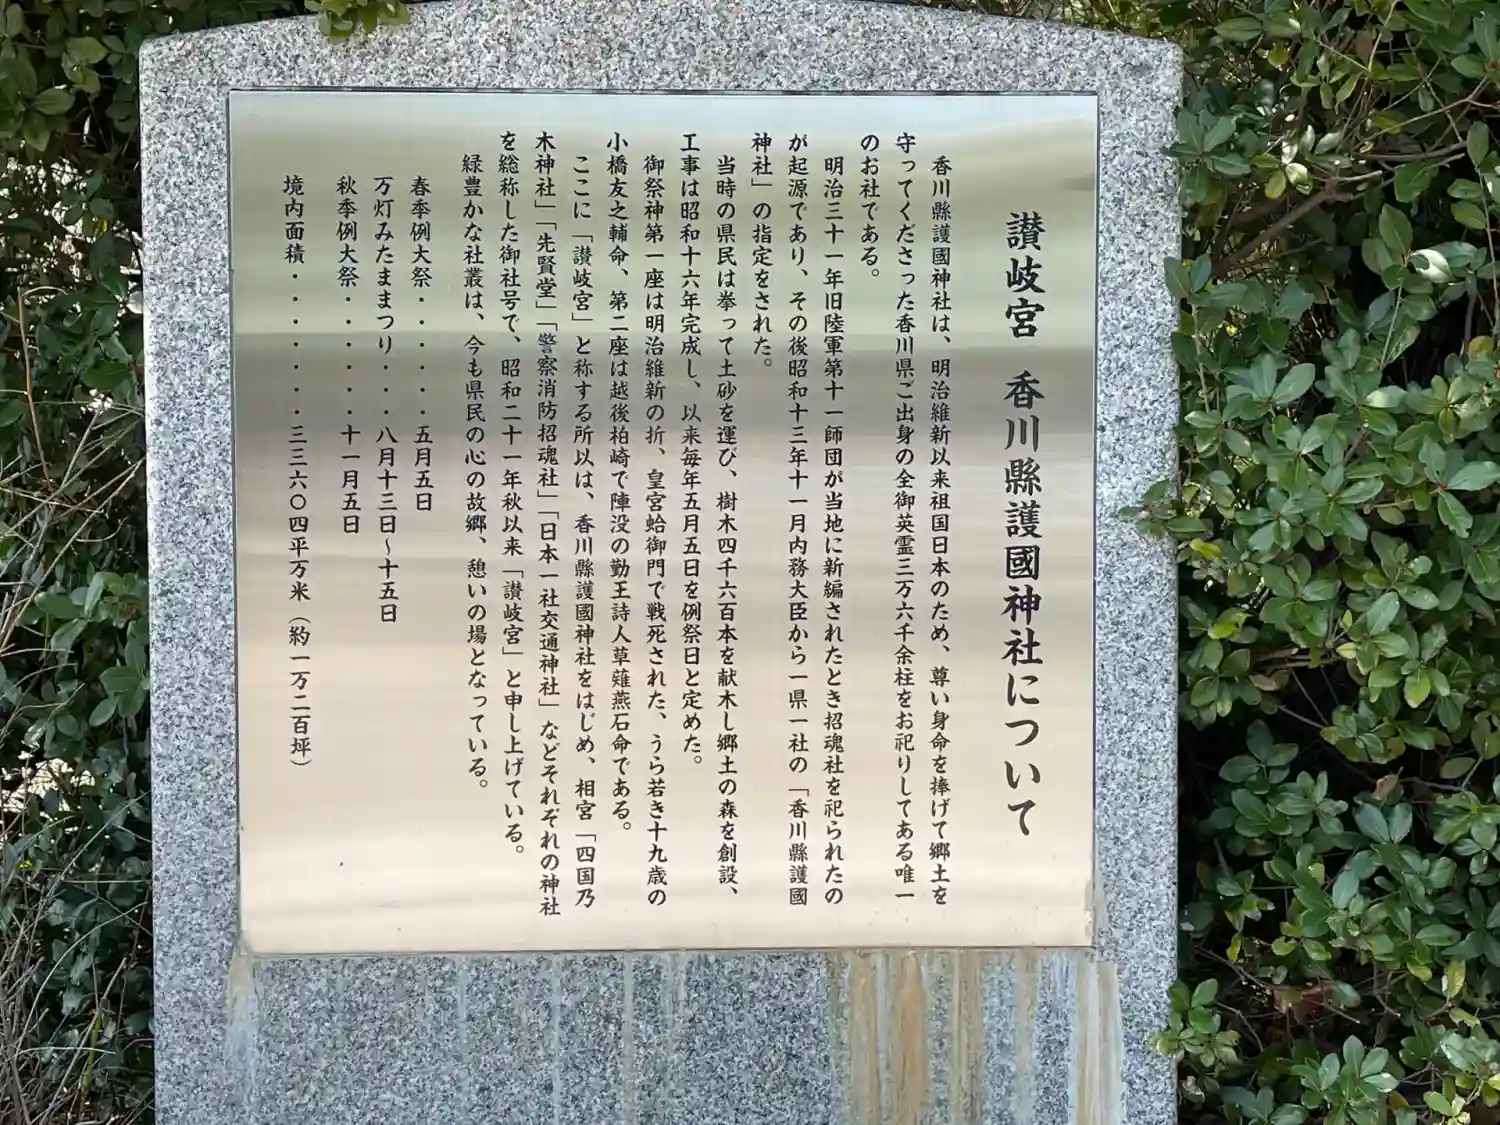 讃岐宮 香川縣護國神社について
香川縣護國神社は、明治維新以来祖国日本のため、尊い身命を捧げて郷土を
守ってくださった香川県ご出身の全御英霊三万六千余柱をお祀りしてある唯一
のお社である。
明治三十一年旧陸軍第十一師団が当地に新編されたとき招魂社を祀られたの
が起源であり、その後昭和十三年十一月内務大臣から一県一社の「香川縣護國
神社」の指定をされた。
当時の県民は挙って土砂を運び、樹木四千六百本を献木し郷土の森を創設、
工事は昭和十六年完成し、以来毎年五月五日を例祭日と定めた。
御祭神第一座は明治維新の折、皇宮蛤御門で戦死された、うら若き十九歳の
小橋友之輔命、第二座は越後柏崎で陣没の勤王詩人草薙燕石命である。
ここに「讃岐宮」と称する所以は、香川縣護國神社をはじめ、相宮「四国乃
木神社」「先賢堂」「警察消防招魂社」「日本一社交通神社」などそれぞれの神社
を総称した御社号で、昭和二十一年秋以来「讃岐宮」と申し上げている。
緑豊かな社叢は、今も県民の心の故郷、憩いの場となっている。
春季例大祭・・・・・五月五日
万灯みたままつり・・・八月十三日～十五日
秋季例大祭・・・・・・十一月五日
境内面積・・・・・・・三三六〇四平方米（約一万二百坪）